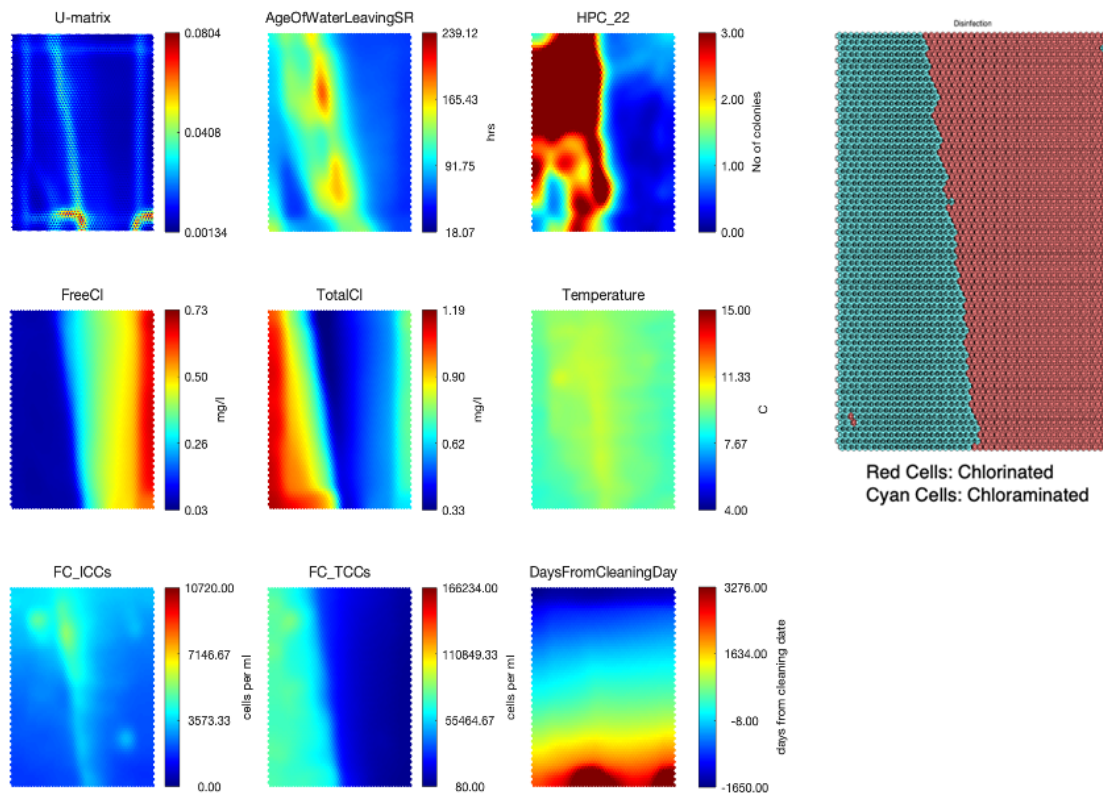 U-matrix
0.0804
0.0408
0.00134
AgeOfWaterLeavingSR
239.12
165.43
91.75
18.07
hrs
HPC_22
3.00
2.00
1.00
0.00
No of colonies
Disinfection
Red Cells: Chlorinated
Cyan Cells: Chloraminated
FreeCl
0.73
0.50
0.26
0.03
mg/l
TotalCl
1.19
0.90
0.62
0.33
mg/l
Temperature
15.00
11.33
7.67
4.00
C
FC_ICCs
10720.00
7146.67
3573.33
0.00
cells per ml
FC_TCCs
166234.00
110849.33
55464.67
80.00
cells per ml
DaysFromCleaningDay
3276.00
1634.00
-8.00
-1650.00
days from cleaning date